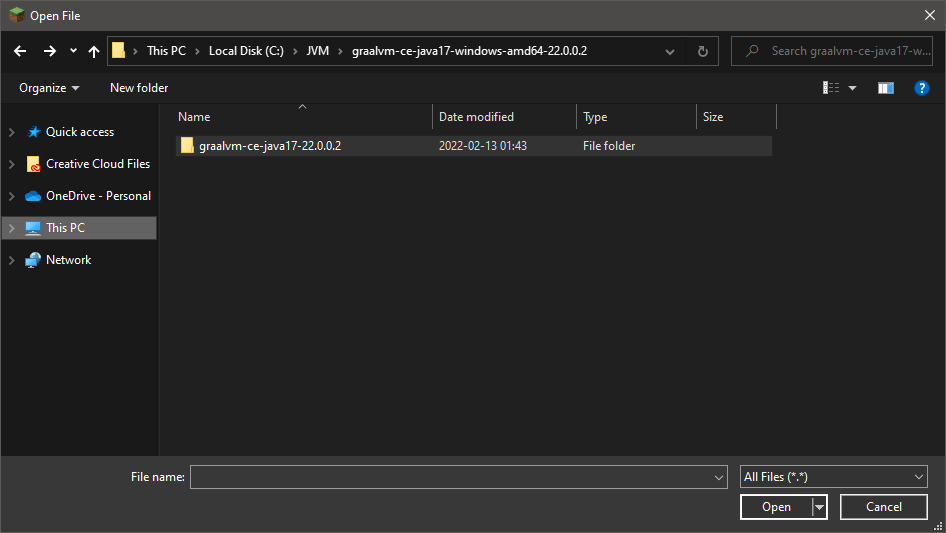 Open File
This PC › Local Disk (C:) › JVM › graalvm-ce-java17-windows-amd64-22.0.0.2
Search graalvm-ce-java17-w...
Organize New folder
Name Date modified Type Size
graalvm-ce-java17-22.0.0.2 2022-02-13 01:43 File folder
Quick access
Creative Cloud Files
OneDrive - Personal
This PC
Network
File name: All Files (*.*)
Open Cancel